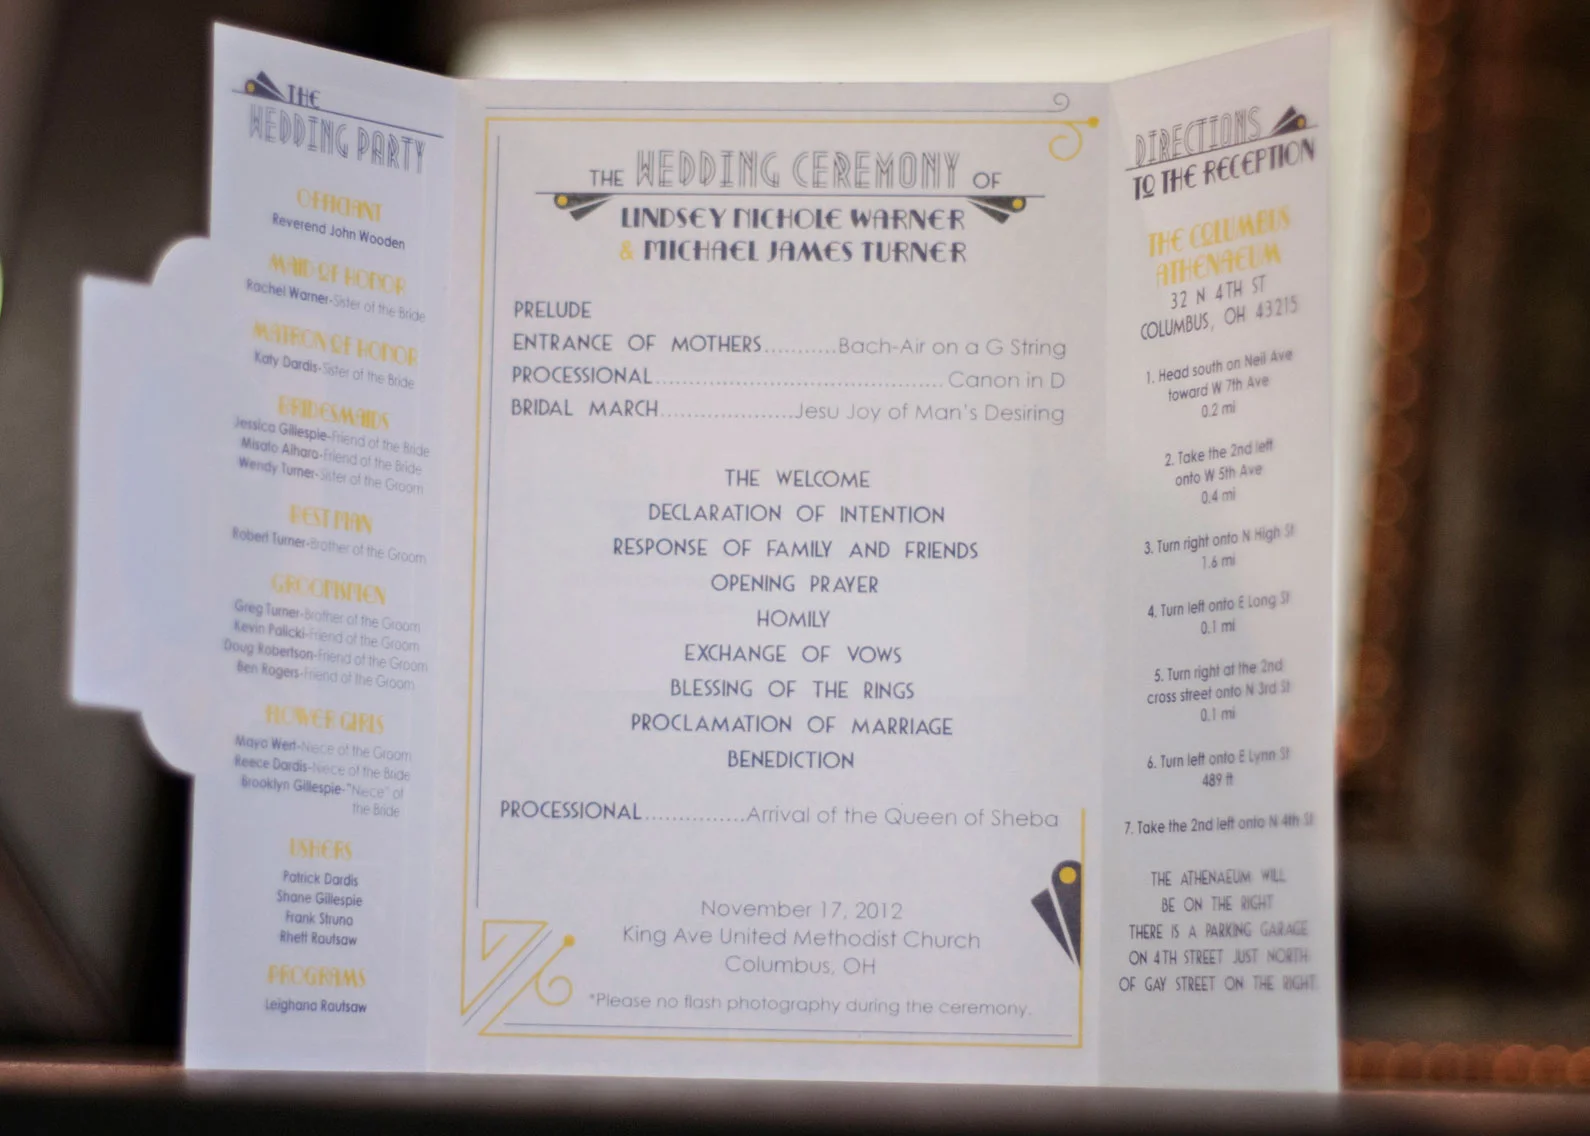 THE
WEDDING PARTY
OFFICIANT
Reverend John Wooden
MAID OF HONOR
Rachel Warner-Sister of the Bride
MATRON OF HONOR
Katy Dardis-Sister of the Bride
BRIDESMAIDS
Jessica Gillespie-Friend of the Bride
Misato Alharo-Friend of the Bride
Wendy Turner-Sister of the Groom
BEST MAN
Robert Turner-Brother of the Groom
GROOMSMEN
Greg Turner-Brother of the Groom
Kevin Palicki-Friend of the Groom
Doug Robertson-Friend of the Groom
Ben Rogers-Friend of the Groom
FLOWER GIRLS
Maya Wert-Niece of the Groom
Reece Dardis-Niece of the Bride
Brooklyn Gillespie-"Niece" of
the Bride
USHERS
Patrick Dardis
Shane Gillespie
Frank Struna
Rhett Rautsaw
PROGRAMS
Leighana Rautsaw
THE WEDDING CEREMONY OF
LINDSEY NICHOLE WARNER
& MICHAEL JAMES TURNER
PRELUDE
ENTRANCE OF MOTHERS...........Bach-Air on a G String
PROCESSIONAL............................................Canon in D
BRIDAL MARCH.....................Jesu Joy of Man's Desiring
THE WELCOME
DECLARATION OF INTENTION
RESPONSE OF FAMILY AND FRIENDS
OPENING PRAYER
HOMILY
EXCHANGE OF VOWS
BLESSING OF THE RINGS
PROCLAMATION OF MARRIAGE
BENEDICTION
PROCESSIONAL...............Arrival of the Queen of Sheba
November 17, 2012
King Ave United Methodist Church
Columbus, OH
*Please no flash photography during the ceremony.
DIRECTIONS
TO THE RECEPTION
THE COLUMBUS
ATHENAEUM
32 N 4TH ST
COLUMBUS, OH 43215
1. Head south on Neil Ave
toward W 7th Ave
0.2 mi
2. Take the 2nd left
onto W 5th Ave
0.4 mi
3. Turn right onto N High St
1.6 mi
4. Turn left onto E Long St
0.1 mi
5. Turn right at the 2nd
cross street onto N 3rd St
0.1 mi
6. Turn left onto E Lynn St
489 ft
7. Take the 2nd left onto N 4th St
THE ATHENAEUM WILL
BE ON THE RIGHT
THERE IS A PARKING GARAGE
ON 4TH STREET JUST NORTH
OF GAY STREET ON THE RIGHT.